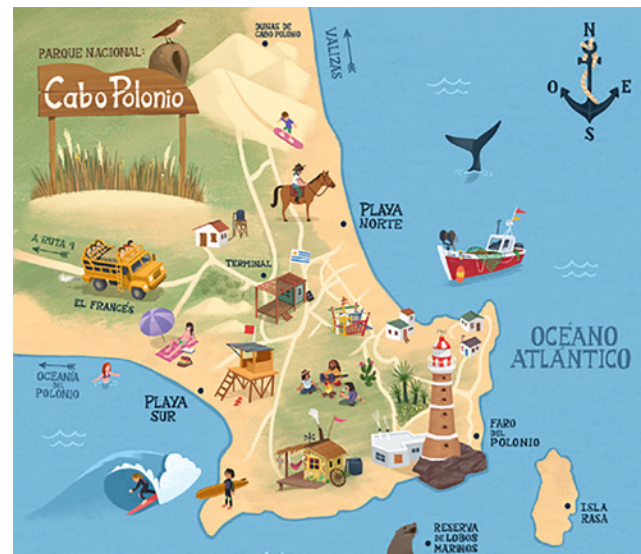 DUNAS DE
CABO POLONIO
PARQUE NACIONAL:
Cabo Polonio
VALIZAS
N
O
E
S
PLAYA
NORTE
A RUTA 9
TERMINAL
EL FRANCÉS
OCÉANO
ATLÁNTICO
OCEANÍA
DEL
POLONIO
PLAYA
SUR
FARO
DEL
POLONIO
ISLA
RASA
RESERVA
DE LOBOS
MARINOS